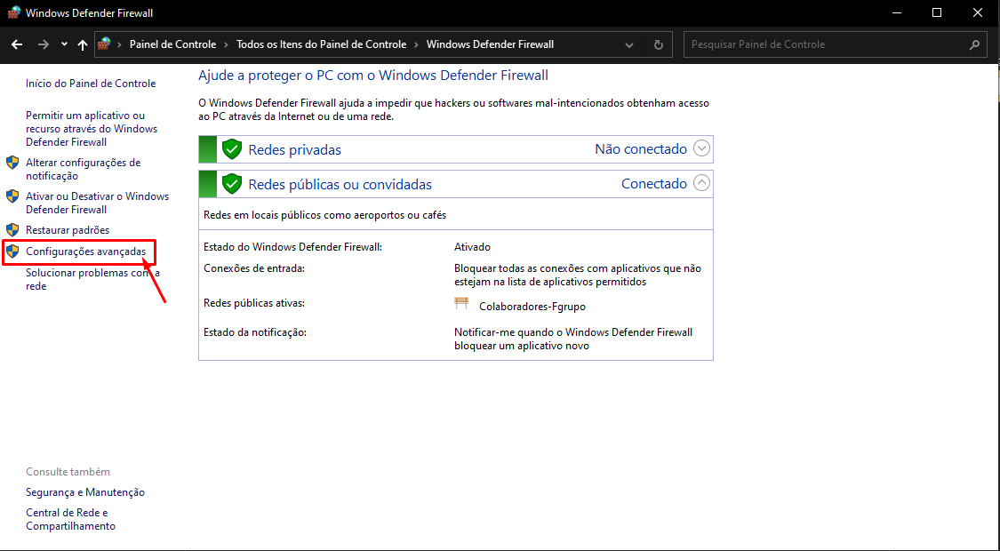 Windows Defender Firewall
Painel de Controle
Todos os Itens do Painel de Controle
Windows Defender Firewall
Pesquisar Painel de Controle
Início do Painel de Controle
Permitir um aplicativo ou
recurso através do Windows
Defender Firewall
Alterar configurações de
notificação
Ativar ou Desativar o Windows
Defender Firewall
Restaurar padrões
Configurações avançadas
Solucionar problemas com a
rede
Ajude a proteger o PC com o Windows Defender Firewall
O Windows Defender Firewall ajuda a impedir que hackers ou softwares mal-intencionados obtenham acesso
ao PC através da Internet ou de uma rede.
Redes privadas Não conectado
Redes públicas ou convidadas Conectado
Redes em locais públicos como aeroportos ou cafés
Estado do Windows Defender Firewall: Ativado
Conexões de entrada: Bloquear todas as conexões com aplicativos que não
estejam na lista de aplicativos permitidos
Redes públicas ativas: Colaboradores-Fgrupo
Estado da notificação: Notificar-me quando o Windows Defender Firewall
bloquear um aplicativo novo
Consulte também
Segurança e Manutenção
Central de Rede e
Compartilhamento